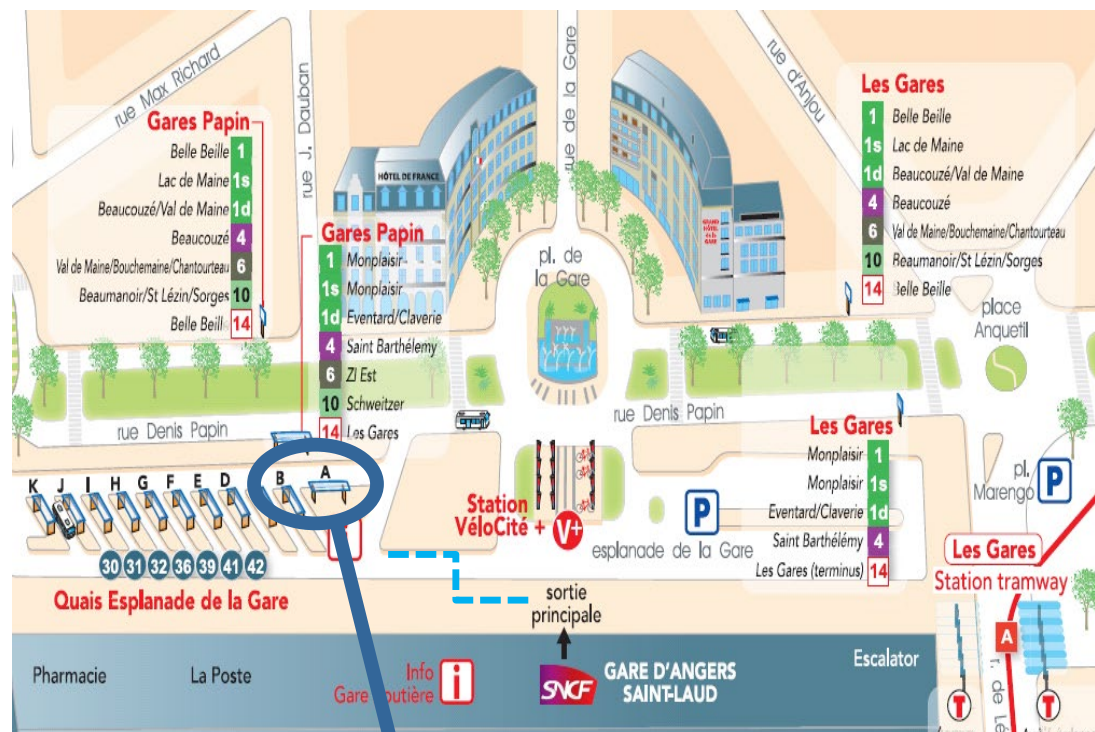 rue Max Richard
rue J. Dauban
rue de la Gare
rue d'Anjou
Gares Papin
Belle Beille 1
Lac de Maine 1s
Beaucouzé/Val de Maine 1d
Beaucouzé 4
Val de Maine/Bouchemaine/Chantourteau 6
Beaumanoir/St Lézin/Sorges 10
Belle Beill 14
HÔTEL DE FRANCE
Gares Papin
1 Monplaisir
1s Monplaisir
1d Eventard/Claverie
4 Saint Barthélemy
6 ZI Est
10 Schweitzer
14 Les Gares
GRAND HÔTEL de la GARE
pl. de
la Gare
Les Gares
1 Belle Beille
1s Lac de Maine
1d Beaucouzé/Val de Maine
4 Beaucouzé
6 Val de Maine/Bouchemaine/Chantourteau
10 Beaumanoir/St Lézin/Sorges
14 Belle Beille
place
Anquetil
rue Denis Papin
rue Denis Papin
K J I H G F E D B A
30 31 32 36 39 41 42
Quais Esplanade de la Gare
Station
VéloCité + V+
P
esplanade de la Gare
Les Gares
Monplaisir 1
Monplaisir 1s
Eventard/Claverie 1d
Saint Barthélémy 4
Les Gares (terminus) 14
pl.
Marengo
P
Les Gares
Station tramway
A
sortie
principale
Pharmacie
La Poste
Info
Gare outière
i
SNCF
GARE D'ANGERS
SAINT-LAUD
Escalator
T
T
r. de Lé